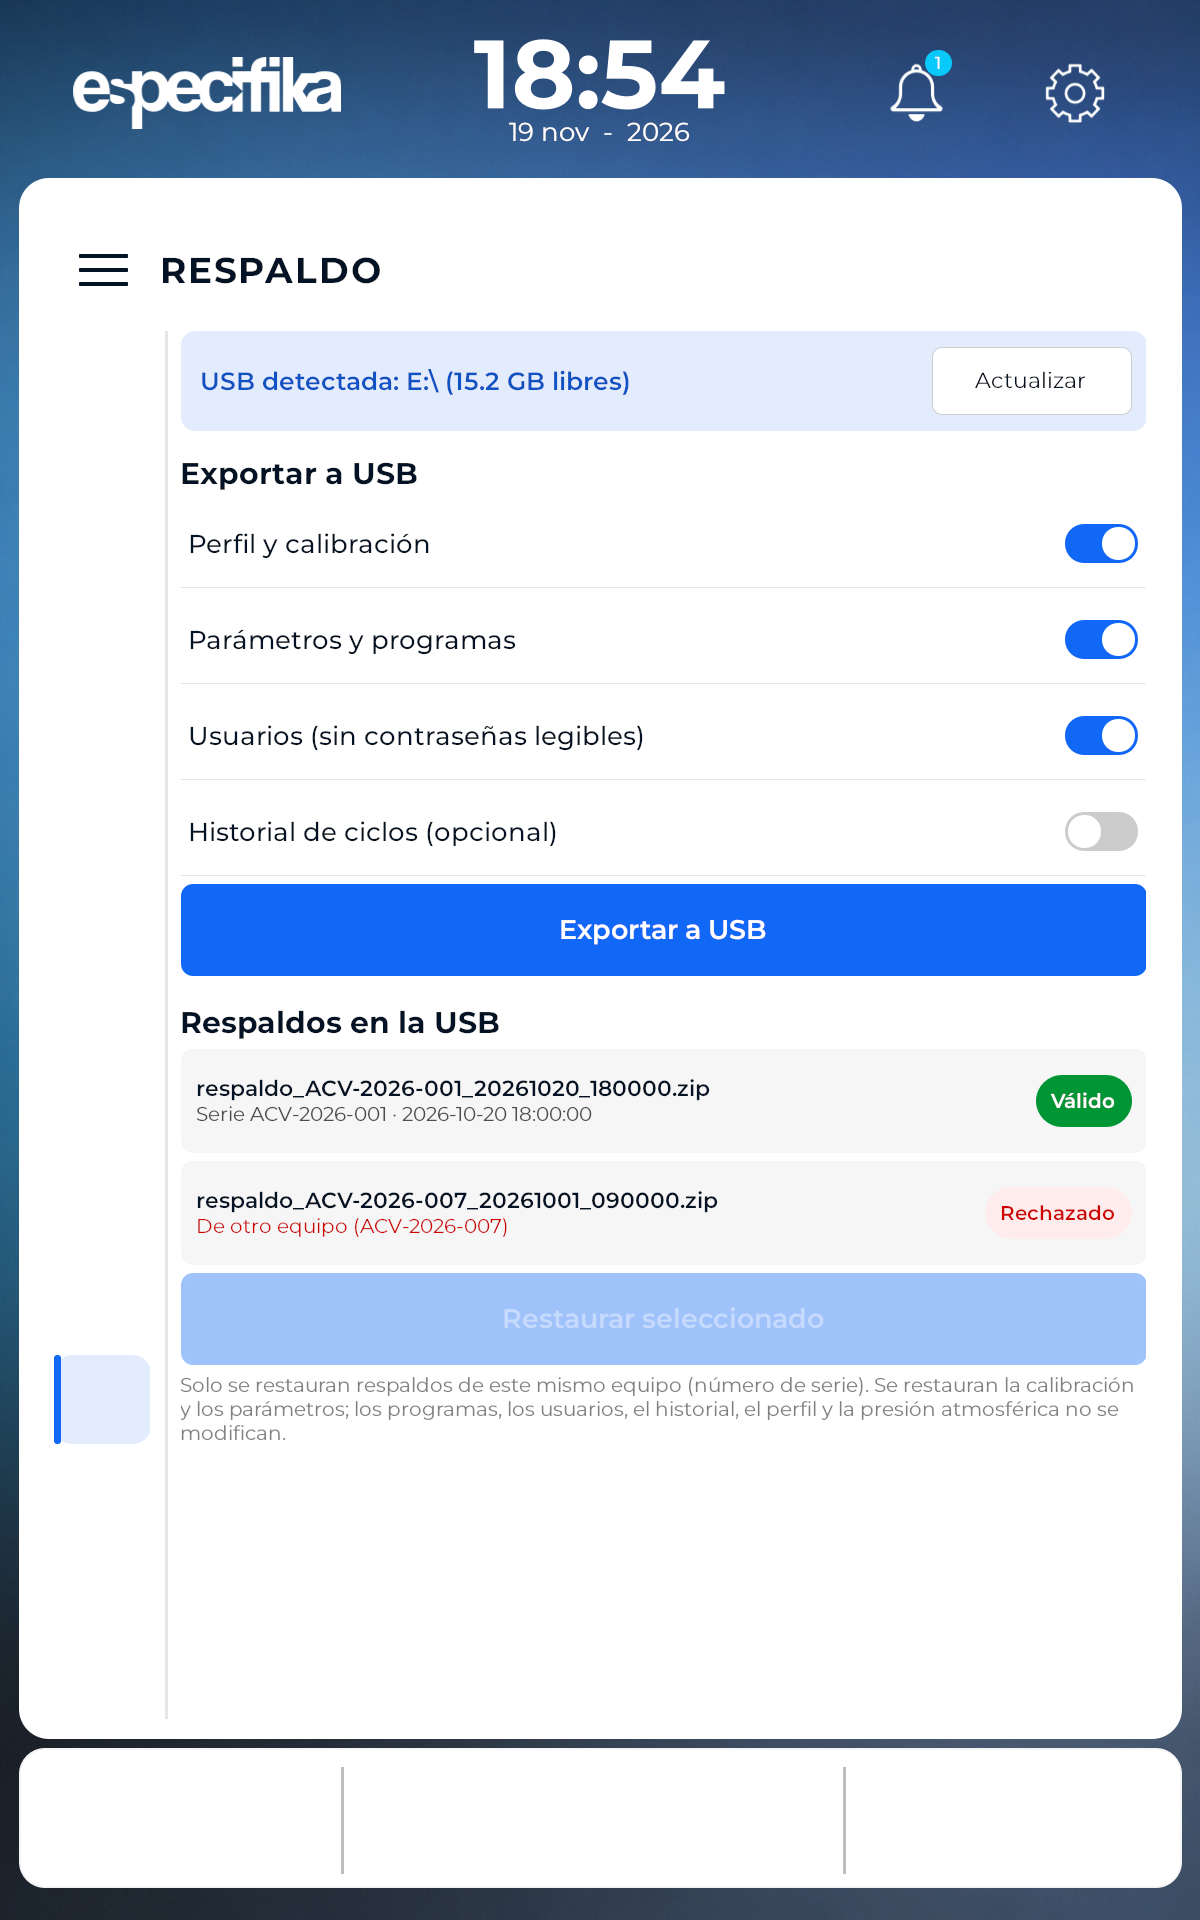 especifika
18:54
19 nov - 2026
1
RESPALDO
USB detectada: E:\ (15.2 GB libres)
Actualizar
Exportar a USB
Perfil y calibración
Parámetros y programas
Usuarios (sin contraseñas legibles)
Historial de ciclos (opcional)
Exportar a USB
Respaldos en la USB
respaldo_ACV-2026-001_20261020_180000.zip
Serie ACV-2026-001 · 2026-10-20 18:00:00
Válido
respaldo_ACV-2026-007_20261001_090000.zip
De otro equipo (ACV-2026-007)
Rechazado
Restaurar seleccionado
Solo se restauran respaldos de este mismo equipo (número de serie). Se restauran la calibración
y los parámetros; los programas, los usuarios, el historial, el perfil y la presión atmosférica no se
modifican.